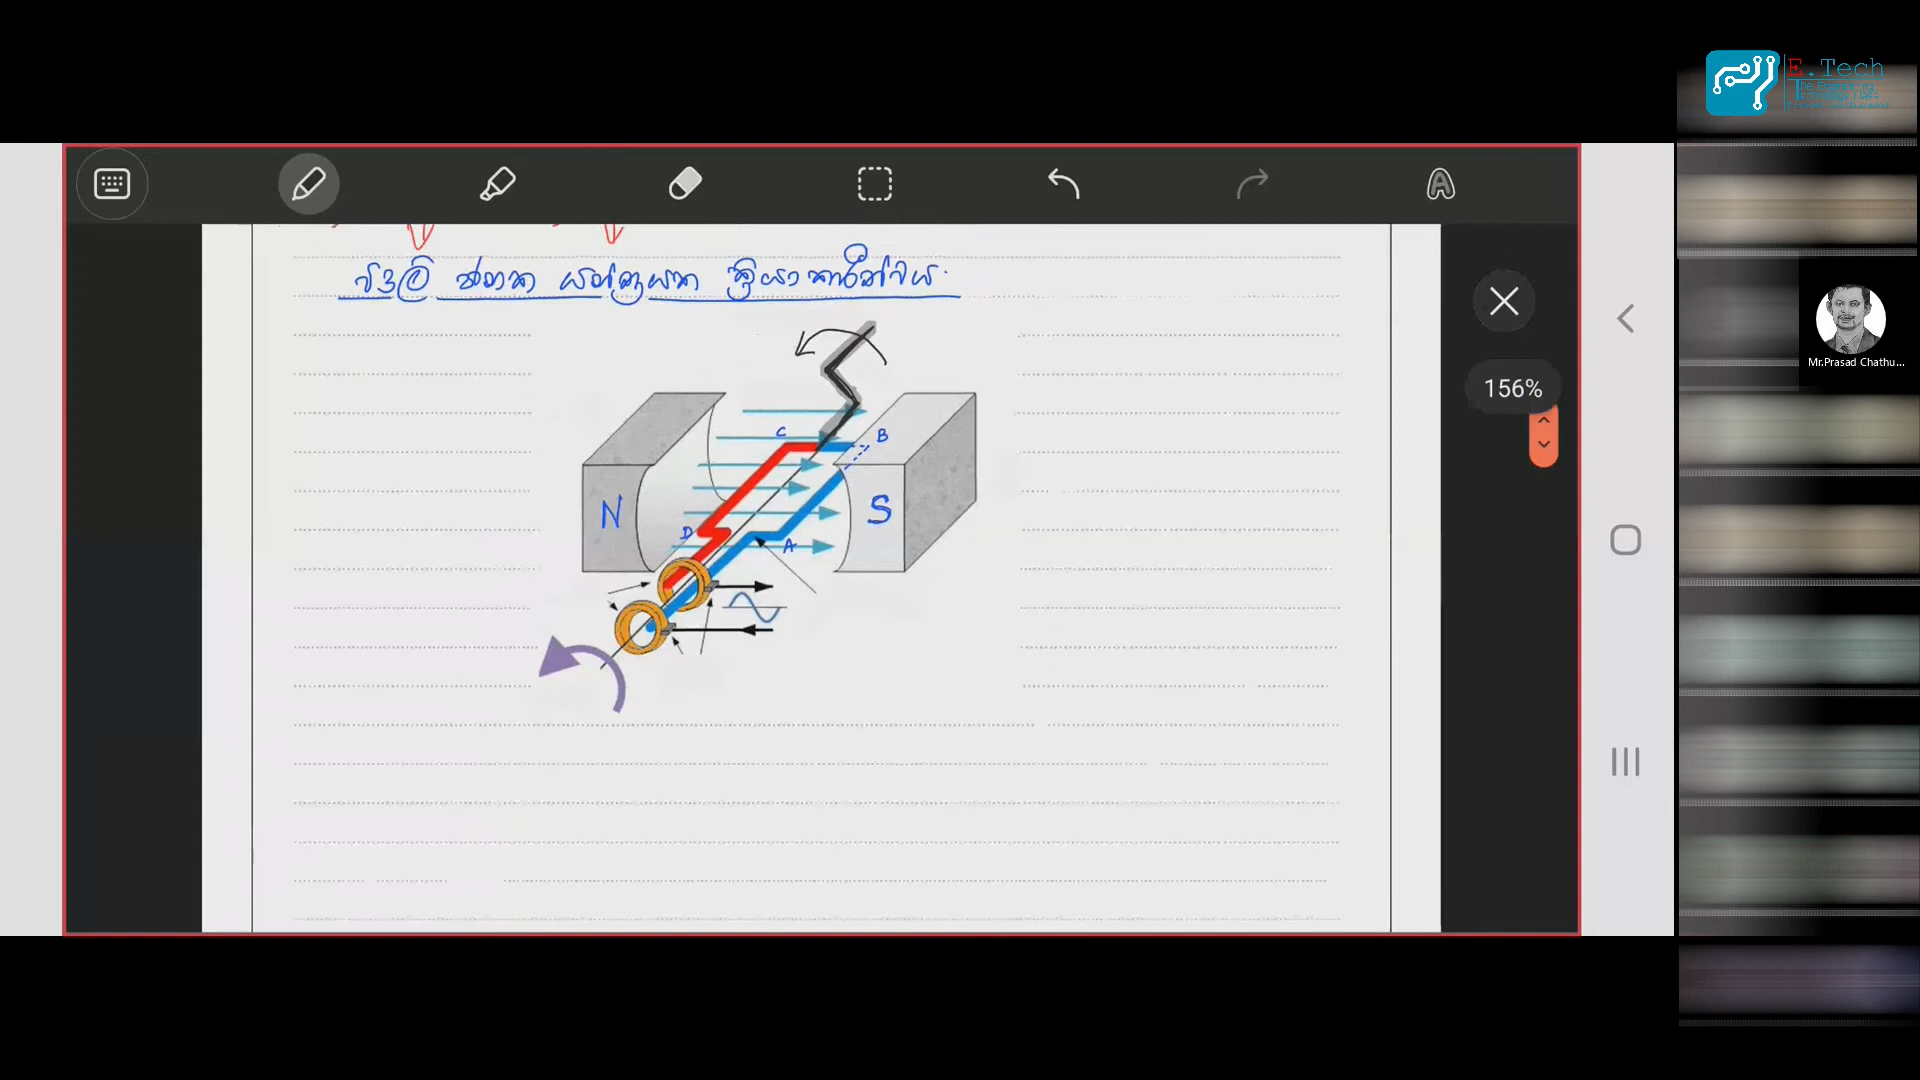 E.Tech
විදුලි ජනක යන්ත්‍රයක ක්‍රියාකාරීත්වය.
Mr.Prasad Chathu...
156%
C
B
N
S
D
A